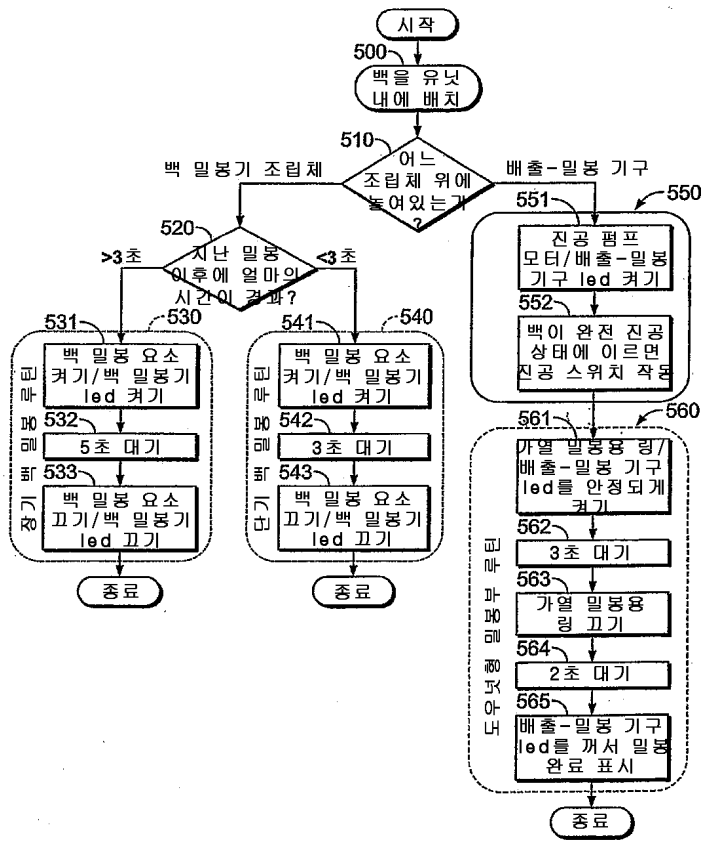 시작
500
백을 유닛
내에 배치
510
어느
조립체 위에
놓여있는가
?
백 밀봉기 조립체
배출-밀봉 기구
520
지난 밀봉
이후에 얼마의
시간이 경과?
>3초
<3초
530
531
백 밀봉 요소
켜기/백 밀봉기
led 켜기
532
5초 대기
533
백 밀봉 요소
끄기/백 밀봉기
led 끄기
장기 백 밀봉 루틴
종료
540
541
백 밀봉 요소
켜기/백 밀봉기
led 켜기
542
3초 대기
543
백 밀봉 요소
끄기/백 밀봉기
led 끄기
단기 백 밀봉 루틴
종료
550
551
진공 펌프
모터/배출-밀봉
기구 led 켜기
552
백이 완전 진공
상태에 이르면
진공 스위치 작동
560
561
가열 밀봉용 링/
배출-밀봉 기구
led를 안정되게
켜기
562
3초 대기
563
가열 밀봉용
링 끄기
564
2초 대기
565
배출-밀봉 기구
led를 꺼서 밀봉
완료 표시
도우넛형 밀봉부 루틴
종료